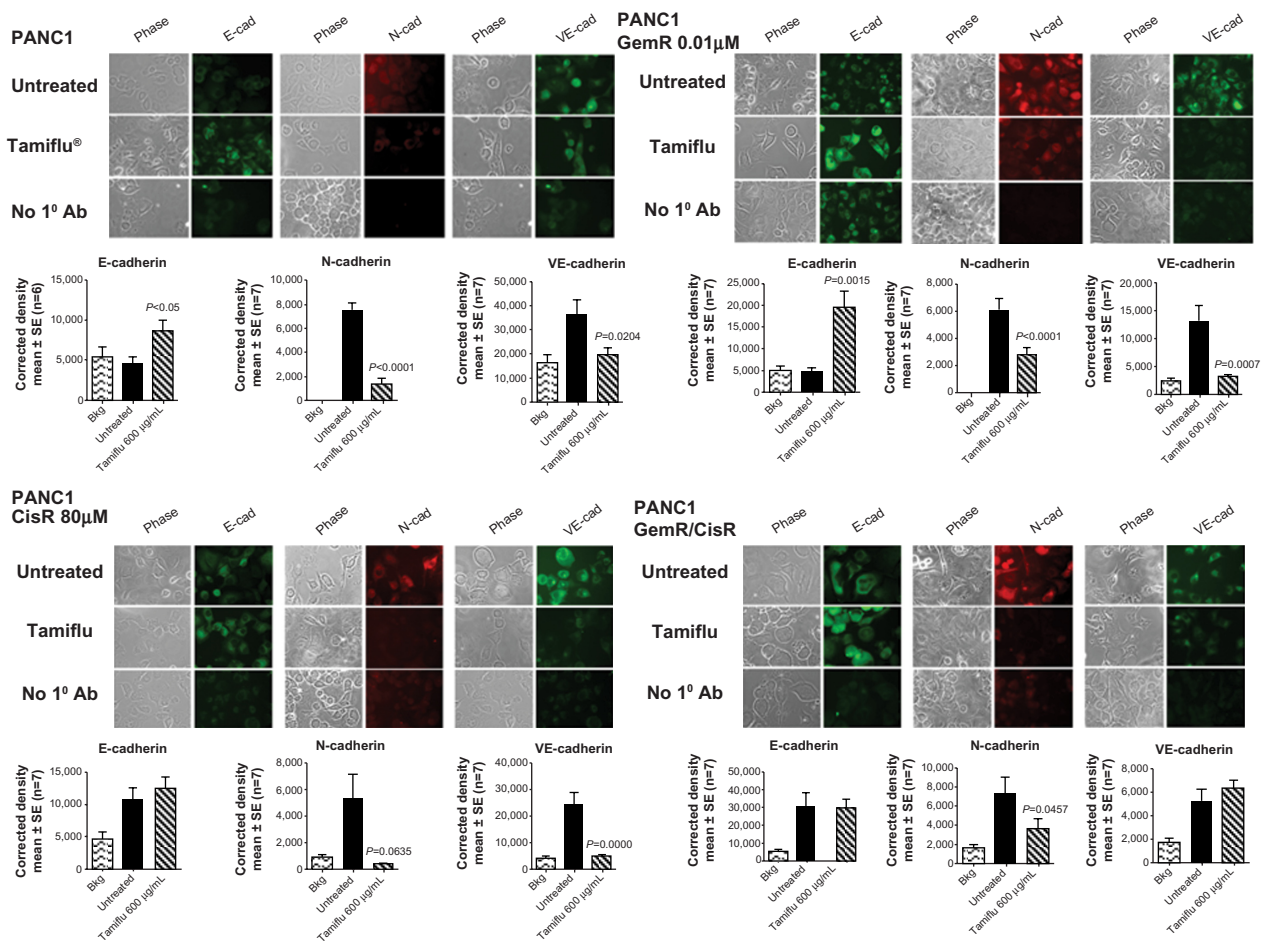 PANC1
Phase
E-cad
Phase
N-cad
Phase
VE-cad
Untreated
Tamiflu®
No 1⁰ Ab
E-cadherin
Corrected density
mean ± SE (n=6)
15,000
10,000
5,000
0
P<0.05
Bkg
Untreated
Tamiflu 600 µg/mL
N-cadherin
Corrected density
mean ± SE (n=7)
10,000
8,000
6,000
4,000
2,000
0
P<0.0001
Bkg
Untreated
Tamiflu 600 µg/mL
VE-cadherin
Corrected density
mean ± SE (n=7)
50,000
40,000
30,000
20,000
10,000
0
P=0.0204
Bkg
Untreated
Tamiflu 600 µg/mL
PANC1
GemR 0.01µM
Phase
E-cad
Phase
N-cad
Phase
VE-cad
Untreated
Tamiflu
No 1⁰ Ab
E-cadherin
Corrected density
mean ± SE (n=7)
25,000
20,000
15,000
10,000
5,000
0
P=0.0015
Bkg
Untreated
Tamiflu 600 µg/mL
N-cadherin
Corrected density
mean ± SE (n=7)
8,000
6,000
4,000
2,000
0
P<0.0001
Bkg
Untreated
Tamiflu 600 µg/mL
VE-cadherin
Corrected density
mean ± SE (n=7)
20,000
15,000
10,000
5,000
0
P=0.0007
Bkg
Untreated
Tamiflu 600 µg/mL
PANC1
CisR 80µM
Phase
E-cad
Phase
N-cad
Phase
VE-cad
Untreated
Tamiflu
No 1⁰ Ab
E-cadherin
Corrected density
mean ± SE (n=7)
15,000
10,000
5,000
0
Bkg
Untreated
Tamiflu 600 µg/mL
N-cadherin
Corrected density
mean ± SE (n=7)
8,000
6,000
4,000
2,000
0
P=0.0635
Bkg
Untreated
Tamiflu 600 µg/mL
VE-cadherin
Corrected density
mean ± SE (n=7)
40,000
30,000
20,000
10,000
0
P=0.0000
Bkg
Untreated
Tamiflu 600 µg/mL
PANC1
GemR/CisR
Phase
E-cad
Phase
N-cad
Phase
VE-cad
Untreated
Tamiflu
No 1⁰ Ab
E-cadherin
Corrected density
mean ± SE (n=7)
50,000
40,000
30,000
20,000
10,000
0
Bkg
Untreated
Tamiflu 600 µg/mL
N-cadherin
Corrected density
mean ± SE (n=7)
10,000
8,000
6,000
4,000
2,000
0
P=0.0457
Bkg
Untreated
Tamiflu 600 µg/mL
VE-cadherin
Corrected density
mean ± SE (n=7)
8,000
6,000
4,000
2,000
0
Bkg
Untreated
Tamiflu 600 µg/mL